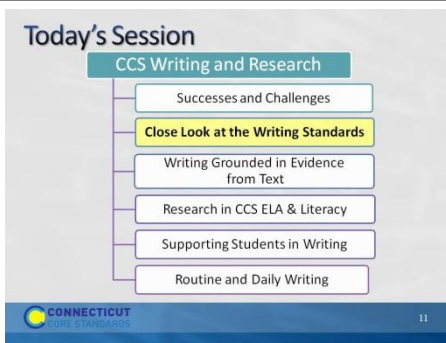 Today's Session
CCS Writing and Research
Successes and Challenges
Close Look at the Writing Standards
Writing Grounded in Evidence
from Text
Research in CCS ELA & Literacy
Supporting Students in Writing
Routine and Daily Writing
CONNECTICUT
CORE STANDARDS
11